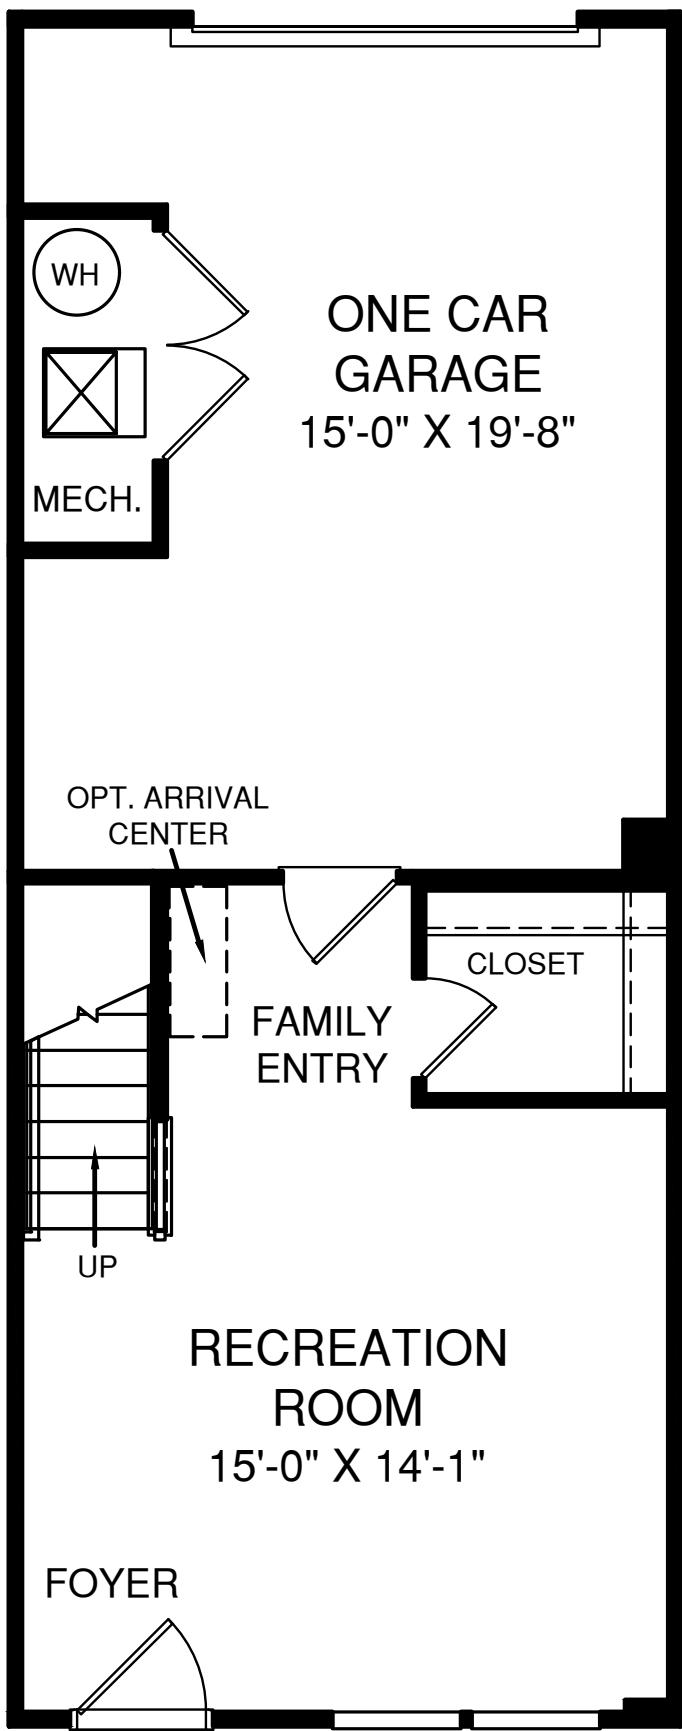 WH
ONE CAR
GARAGE
15'-0" X 19'-8"
MECH.
OPT. ARRIVAL
CENTER
CLOSET
FAMILY
ENTRY
UP
RECREATION
ROOM
15'-0" X 14'-1"
FOYER